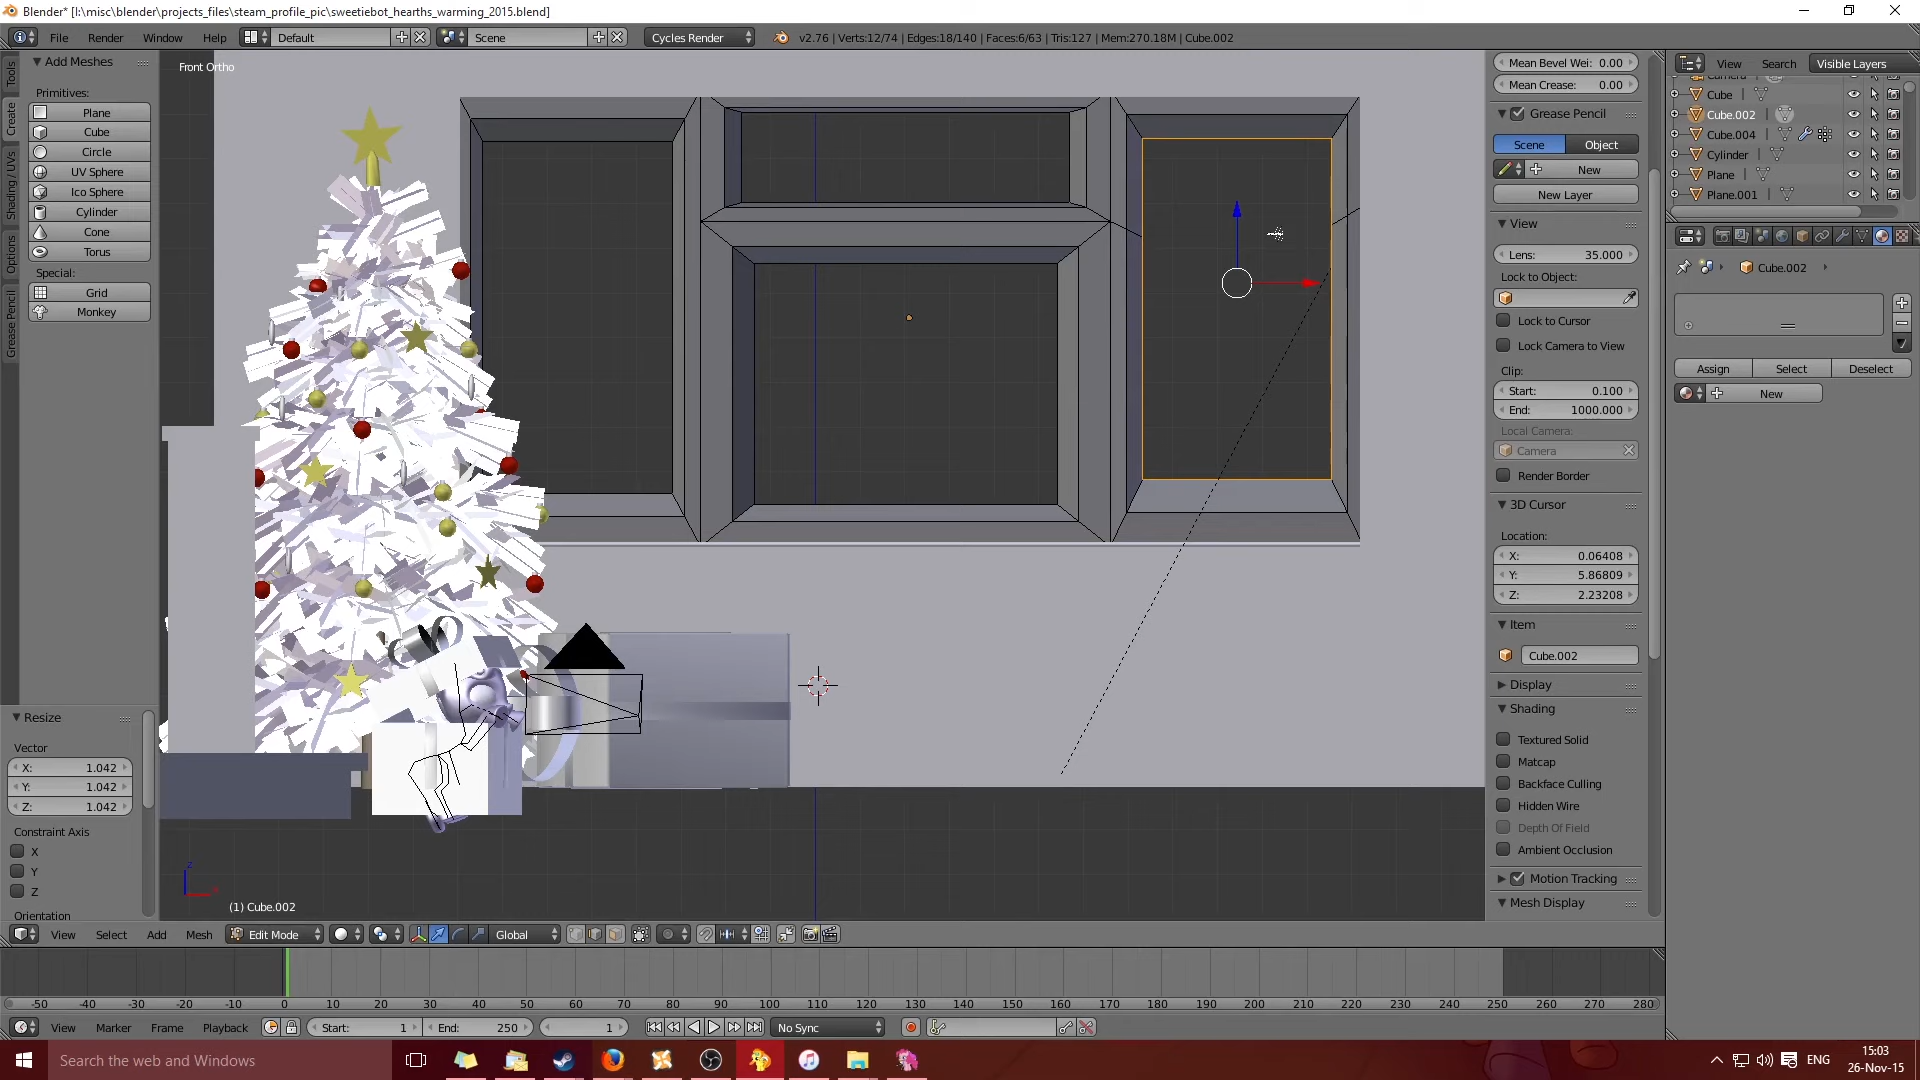 Blender* [I:\misc\blender\projects_files\steam_profile_pic\sweetiebot_hearths_warming_2015.blend]
File Render Window Help Default Scene Cycles Render v2.76 | Verts:12/74 | Edges:18/140 | Faces:6/63 | Tris:127 | Mem:270.18M | Cube.002
Tools
Create
Shading / UVs
Options
Grease Pencil
Add Meshes
Primitives:
Plane
Cube
Circle
UV Sphere
Ico Sphere
Cylinder
Cone
Torus
Special:
Grid
Monkey
Resize
Vector
X: 1.042
Y: 1.042
Z: 1.042
Constraint Axis
X
Y
Z
Orientation
Front Ortho
z
(1) Cube.002
Mean Bevel Wei: 0.00
Mean Crease: 0.00
Grease Pencil
Scene Object
New
New Layer
View
Lens: 35.000
Lock to Object:
Lock to Cursor
Lock Camera to View
Clip:
Start: 0.100
End: 1000.000
Local Camera:
Camera
Render Border
3D Cursor
Location:
X: 0.06408
Y: 5.86809
Z: 2.23208
Item
Cube.002
Display
Shading
Textured Solid
Matcap
Backface Culling
Hidden Wire
Depth Of Field
Ambient Occlusion
Motion Tracking
Mesh Display
View Search Visible Layers
Camera
Cube
Cube.002
Cube.004
Cylinder
Plane
Plane.001
Cube.002
Assign Select Deselect
New
View Select Add Mesh Edit Mode Global
-50 -40 -30 -20 -10 0 10 20 30 40 50 60 70 80 90 100 110 120 130 140 150 160 170 180 190 200 210 220 230 240 250 260 270 280
View Marker Frame Playback Start: 1 End: 250 1 No Sync
Search the web and Windows
ENG
15:03
26-Nov-15